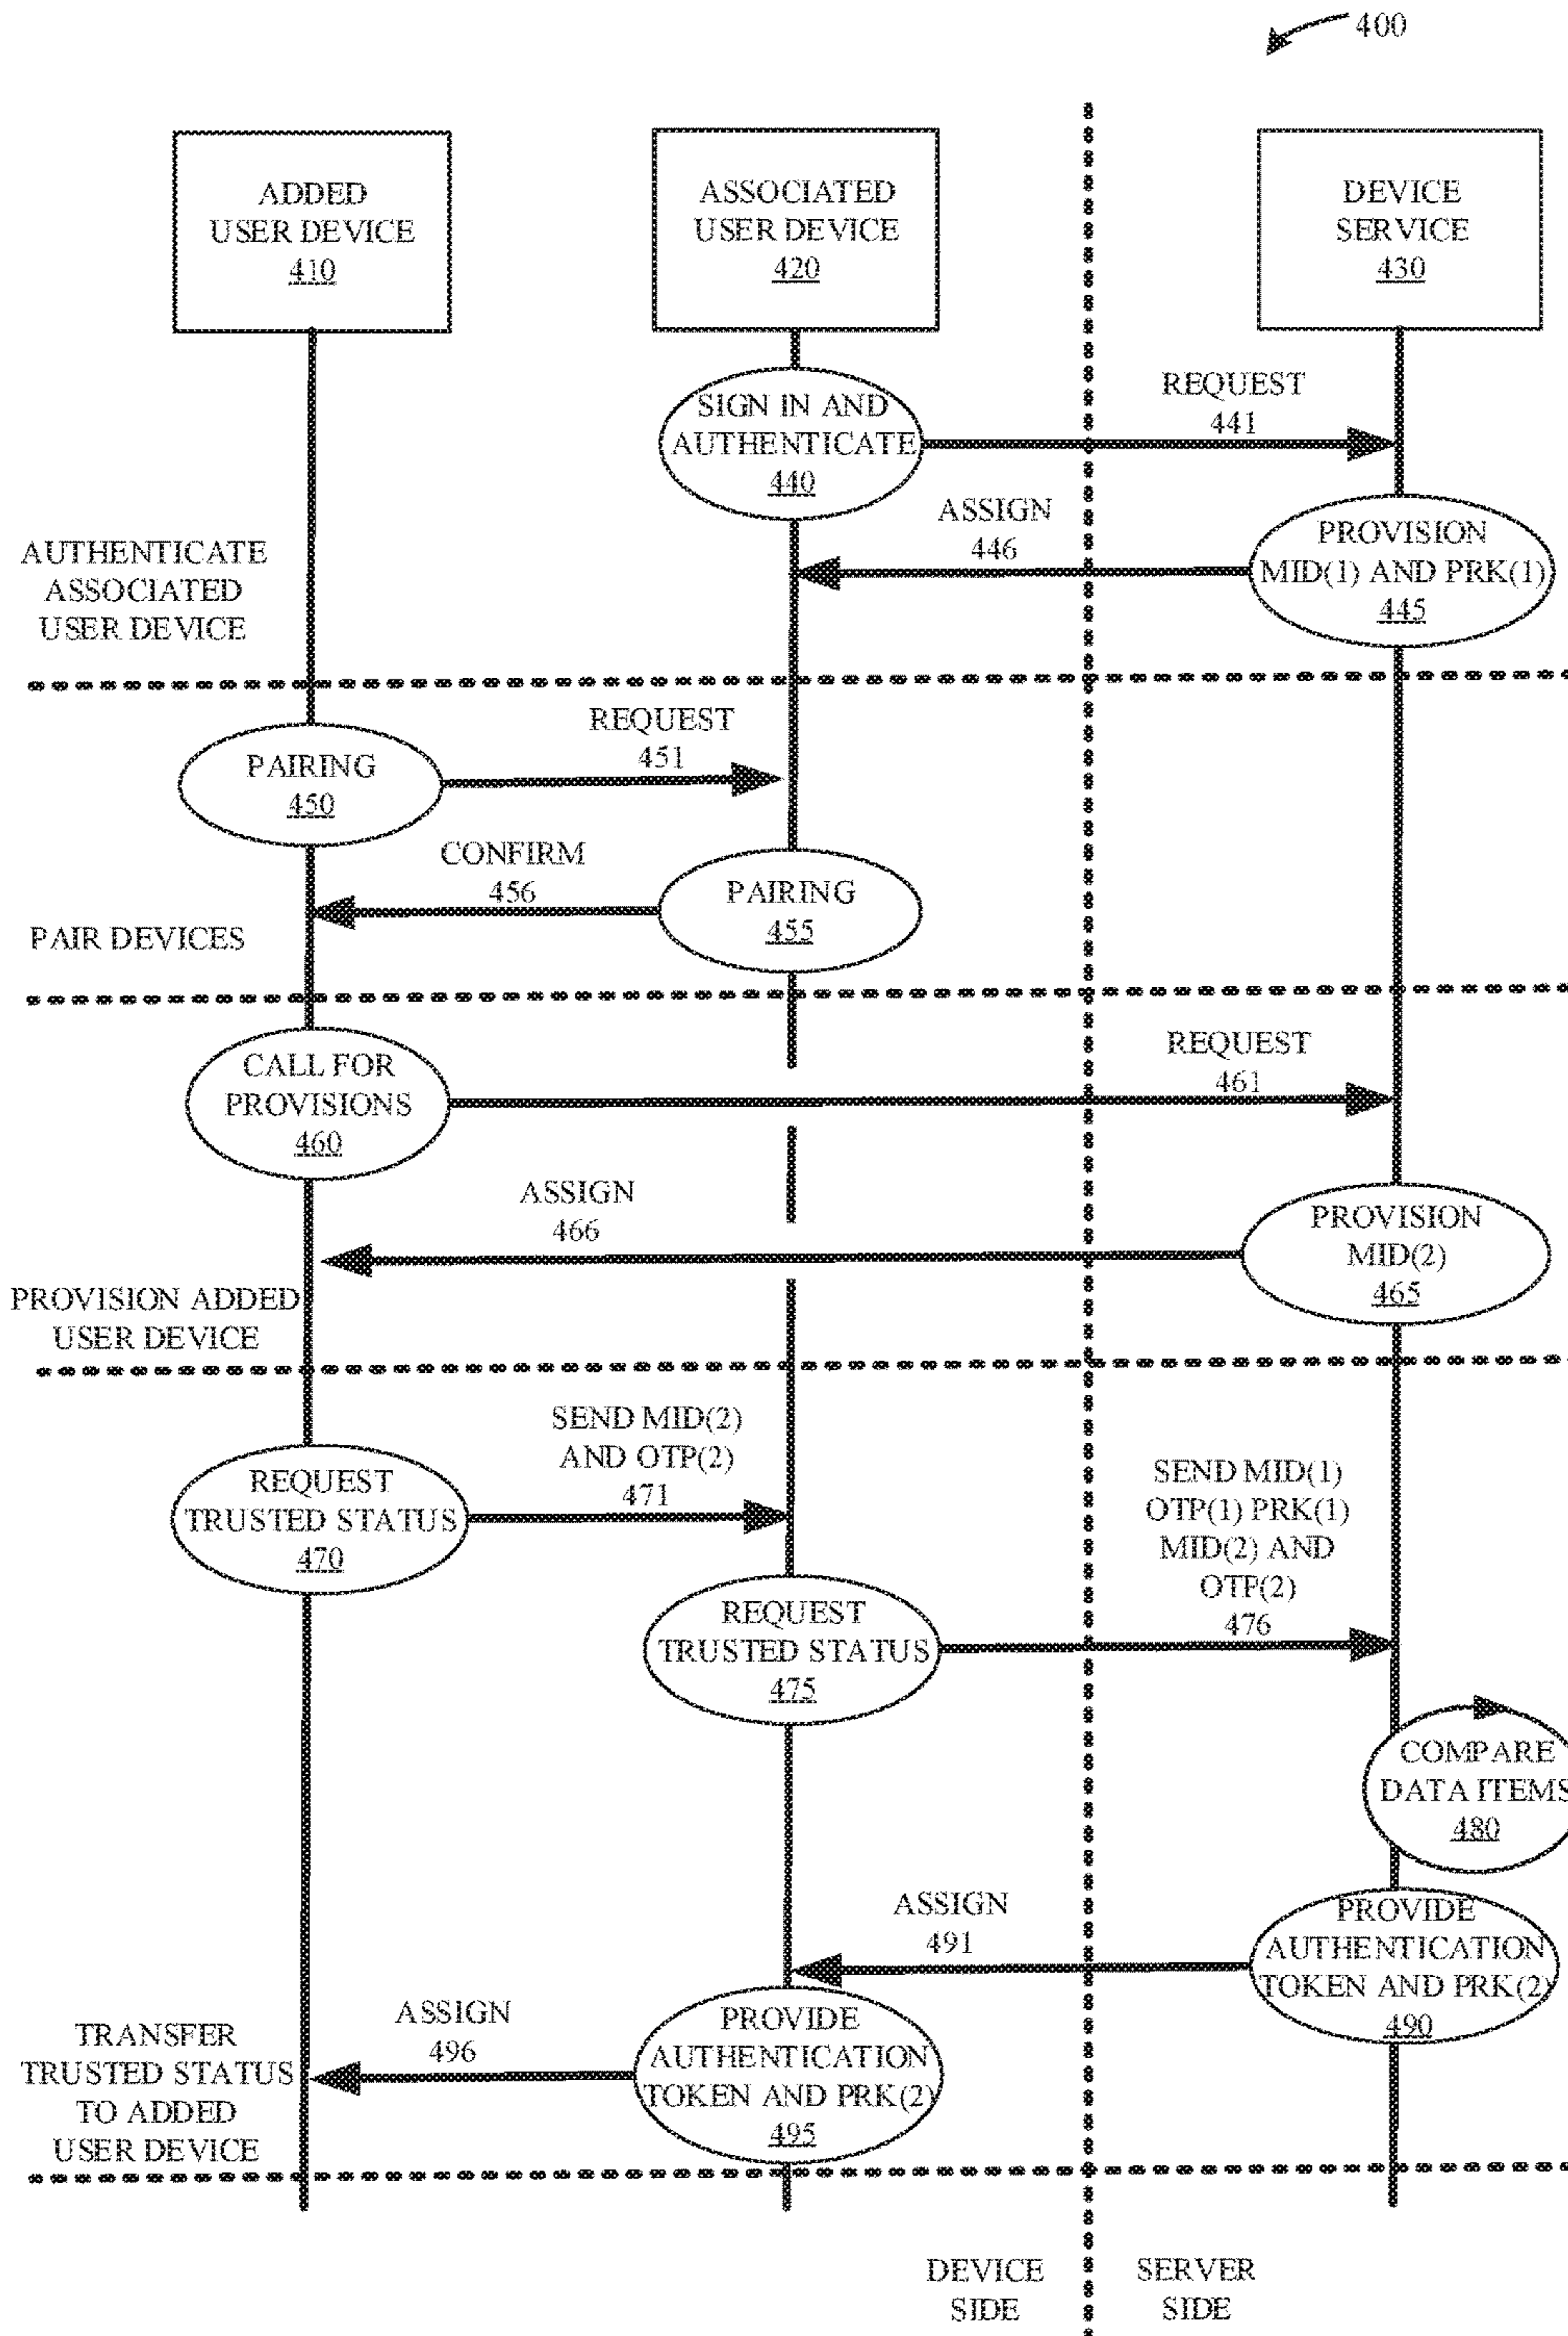 400
ADDED
USER DEVICE
410
ASSOCIATED
USER DEVICE
420
DEVICE
SERVICE
430
SIGN IN AND
AUTHENTICATE
440
REQUEST
441
ASSIGN
446
PROVISION
MID(1) AND PRK(1)
445
AUTHENTICATE
ASSOCIATED
USER DEVICE
PAIRING
450
REQUEST
451
CONFIRM
456
PAIRING
455
PAIR DEVICES
CALL FOR
PROVISIONS
460
REQUEST
461
ASSIGN
466
PROVISION
MID(2)
465
PROVISION ADDED
USER DEVICE
REQUEST
TRUSTED STATUS
470
SEND MID(2)
AND OTP(2)
471
REQUEST
TRUSTED STATUS
475
SEND MID(1)
OTP(1) PRK(1)
MID(2) AND
OTP(2)
476
COMPARE
DATA ITEMS
480
PROVIDE
AUTHENTICATION
TOKEN AND PRK(2)
490
ASSIGN
491
PROVIDE
AUTHENTICATION
TOKEN AND PRK(2)
495
ASSIGN
496
TRANSFER
TRUSTED STATUS
TO ADDED
USER DEVICE
DEVICE
SIDE
SERVER
SIDE